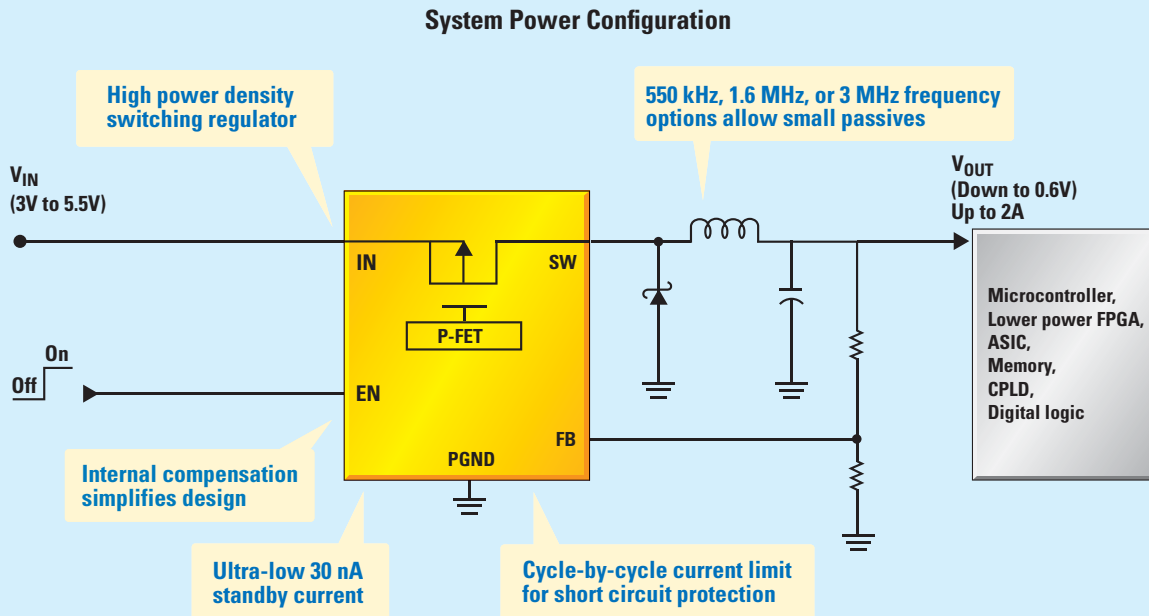 System Power Configuration
High power density
switching regulator
550 kHz, 1.6 MHz, or 3 MHz frequency
options allow small passives
VIN
(3V to 5.5V)
VOUT
(Down to 0.6V)
Up to 2A
IN
SW
P-FET
Microcontroller,
Lower power FPGA,
ASIC,
Memory,
CPLD,
Digital logic
On
Off
EN
FB
PGND
Internal compensation
simplifies design
Ultra-low 30 nA
standby current
Cycle-by-cycle current limit
for short circuit protection